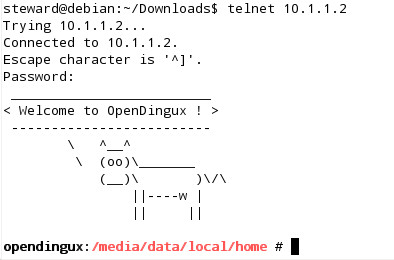 steward@debian:~/Downloads$ telnet 10.1.1.2
Trying 10.1.1.2...
Connected to 10.1.1.2.
Escape character is '^]'.
Password:
 _________________________
< Welcome to OpenDingux ! >
 -------------------------
        \   ^__^
         \  (oo)\_______
            (__)\       )\/\
                ||----w |
                ||     ||
opendingux:/media/data/local/home #